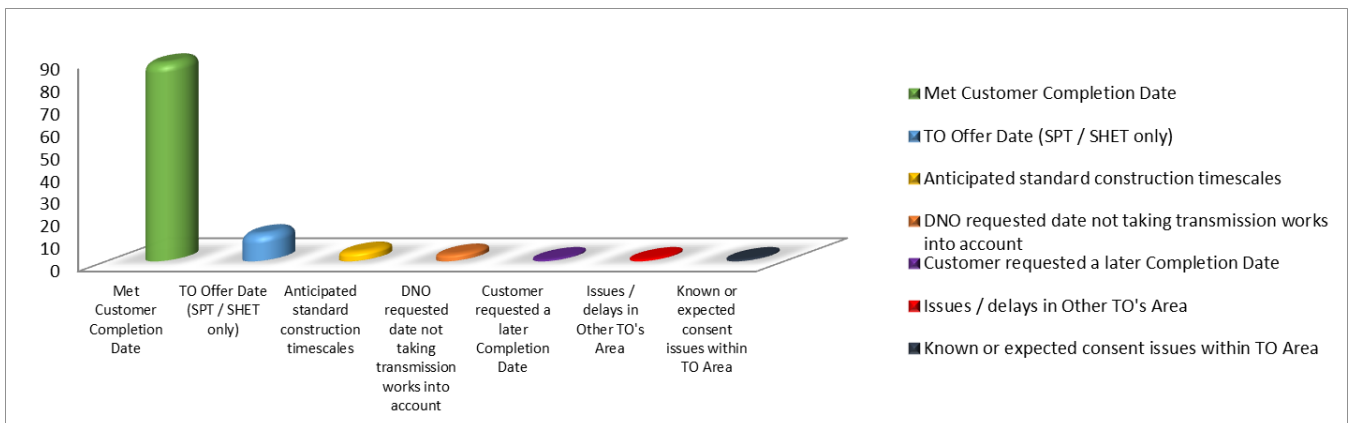 90
80
70
60
50
40
30
20
10
0
Met
Customer
Completion
Date
TO Offer Date
(SPT / SHET
only)
Anticipated
standard
construction
timescales
DNO
requested
date not
taking
transmission
works into
account
Customer
requested a
later
Completion
Date
Issues /
delays in
Other TO's
Area
Known or
expected
consent
issues within
TO Area
Met Customer Completion Date
TO Offer Date (SPT / SHET only)
Anticipated standard construction timescales
DNO requested date not taking transmission works
into account
Customer requested a later Completion Date
Issues / delays in Other TO's Area
Known or expected consent issues within TO Area